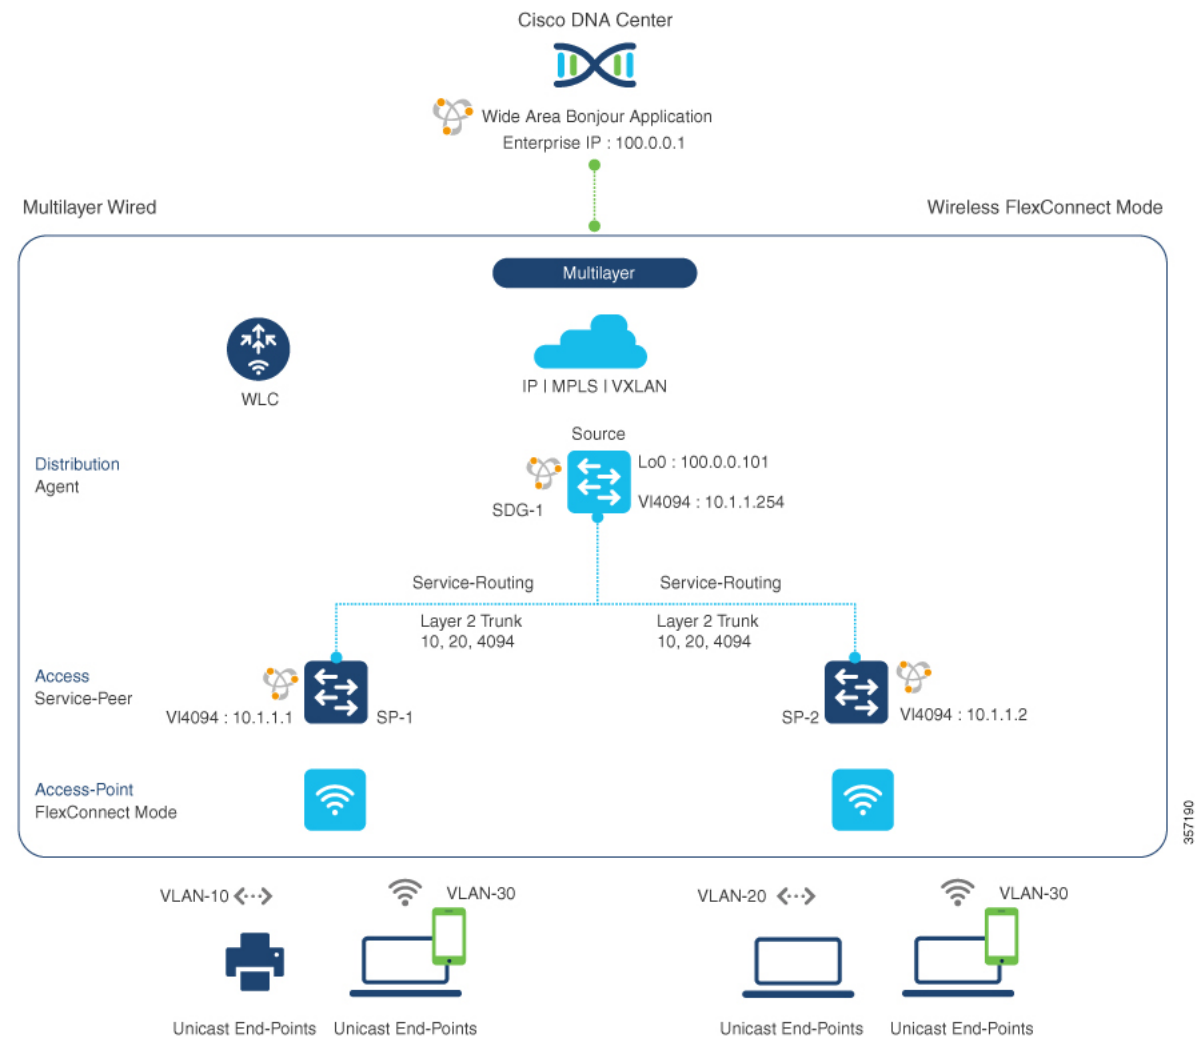 Cisco DNA Center
Wide Area Bonjour Application
Enterprise IP : 100.0.0.1
Multilayer Wired
Wireless FlexConnect Mode
Multilayer
WLC
IP I MPLS I VXLAN
Source
Distribution
Agent
Lo0 : 100.0.0.101
SDG-1
Vl4094 : 10.1.1.254
Service-Routing
Service-Routing
Layer 2 Trunk
10, 20, 4094
Layer 2 Trunk
10, 20, 4094
Access
Service-Peer
Vl4094 : 10.1.1.1
SP-1
SP-2
Vl4094 : 10.1.1.2
Access-Point
FlexConnect Mode
357190
VLAN-10
VLAN-30
VLAN-20
VLAN-30
Unicast End-Points
Unicast End-Points
Unicast End-Points
Unicast End-Points